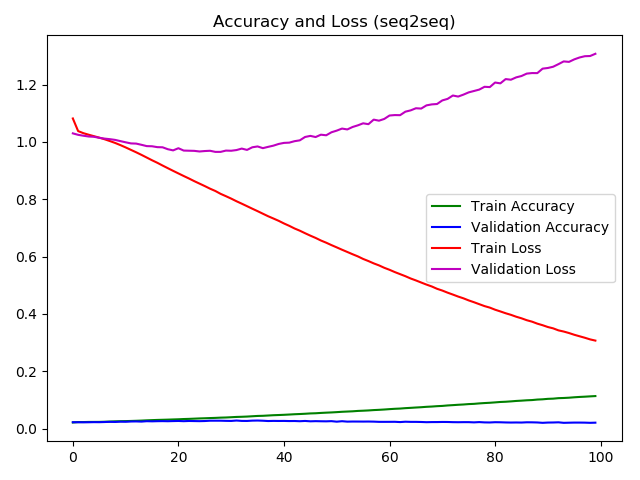 Accuracy and Loss (seq2seq)
1.2
1.0
0.8
0.6
0.4
0.2
0.0
Train Accuracy
Validation Accuracy
Train Loss
Validation Loss
0 20 40 60 80 100